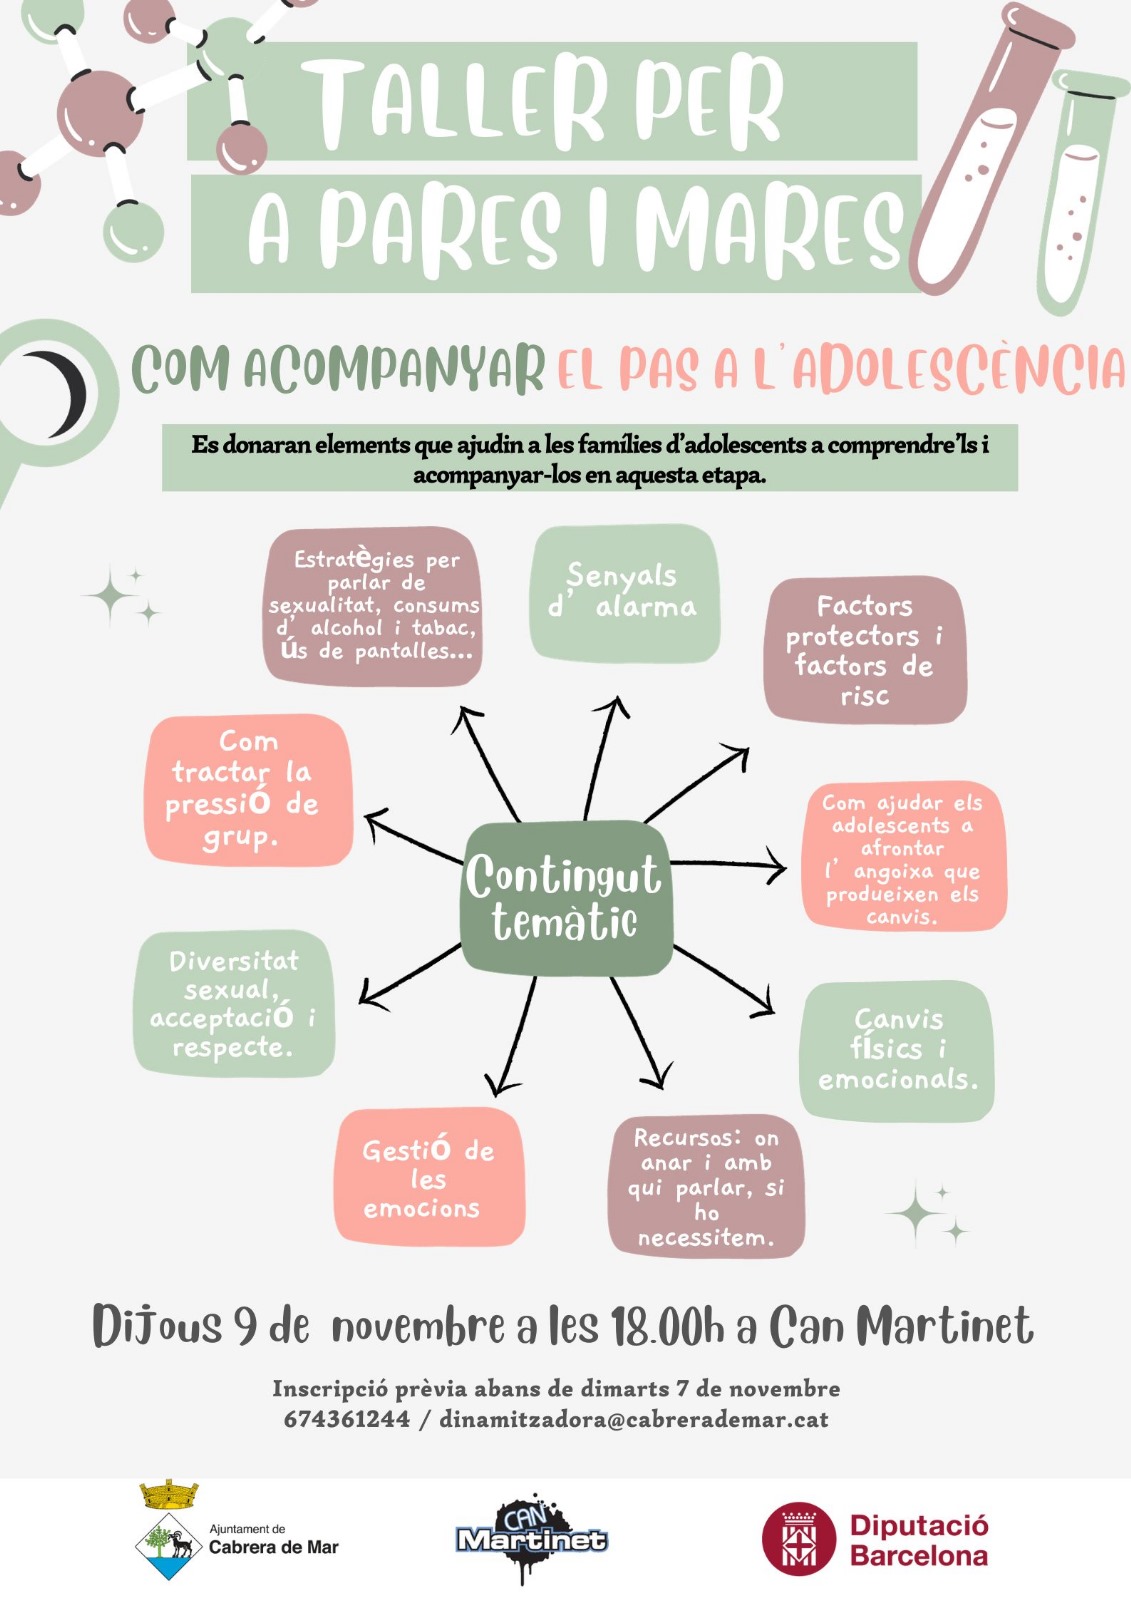 TALLER PER
A PARES I MARES
COM ACOMPANYAR EL PAS A L'ADOLESCÈNCIA
Es donaran elements que ajudin a les famílies d'adolescents a comprendre'ls i
acompanyar-los en aquesta etapa.
Estratègies per
parlar de
sexualitat, consums
d' alcohol i tabac,
ús de pantalles...
Senyals
d' alarma
Factors
protectors i
factors de
risc
Com
tractar la
pressió de
grup.
Com ajudar els
adolescents a
afrontar
l' angoixa que
produeixen els
canvis.
Contingut
temàtic
Diversitat
sexual,
acceptació i
respecte.
Canvis
físics i
emocionals.
Gestió de
les
emocions
Recursos: on
anar i amb
qui parlar, si
ho
necessitem.
Dijous 9 de novembre a les 18.00h a Can Martinet
Inscripció prèvia abans de dimarts 7 de novembre
674361244 / dinamitzadora@cabrerademar.cat
Ajuntament de
Cabrera de Mar
CAN
Martinet
Diputació
Barcelona